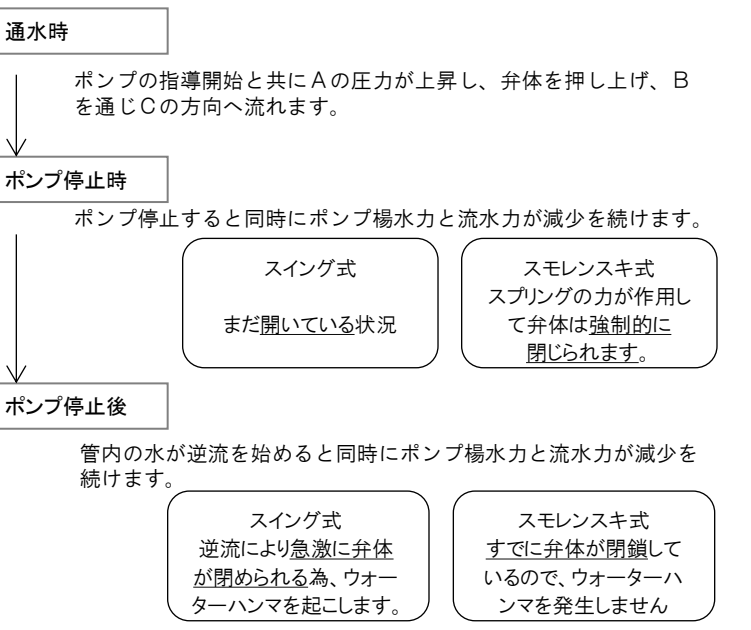 通水時
ポンプの指導開始と共にＡの圧力が上昇し、弁体を押し上げ、Ｂ
を通じＣの方向へ流れます。
ポンプ停止時
ポンプ停止すると同時にポンプ楊水力と流水力が減少を続けます。
スイング式
まだ開いている状況
スモレンスキ式
スプリングの力が作用し
て弁体は強制的に
閉じられます。
ポンプ停止後
管内の水が逆流を始めると同時にポンプ楊水力と流水力が減少を
続けます。
スイング式
逆流により急激に弁体
が閉められる為、ウォー
ターハンマを起こします。
スモレンスキ式
すでに弁体が閉鎖して
いるので、ウォーターハ
ンマを発生しません